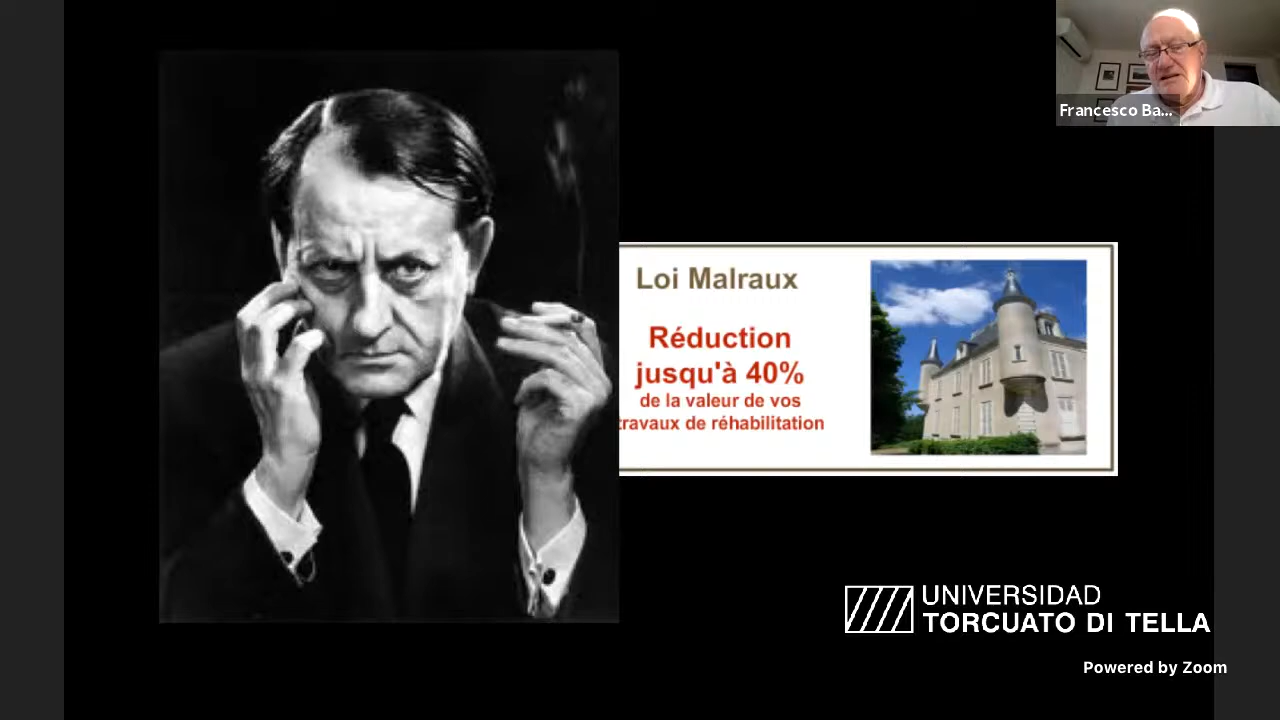 Francesco Ba...
Loi Malraux
Réduction
jusqu'à 40%
de la valeur de vos
travaux de réhabilitation
UNIVERSIDAD
TORCUATO DI TELLA
Powered by Zoom